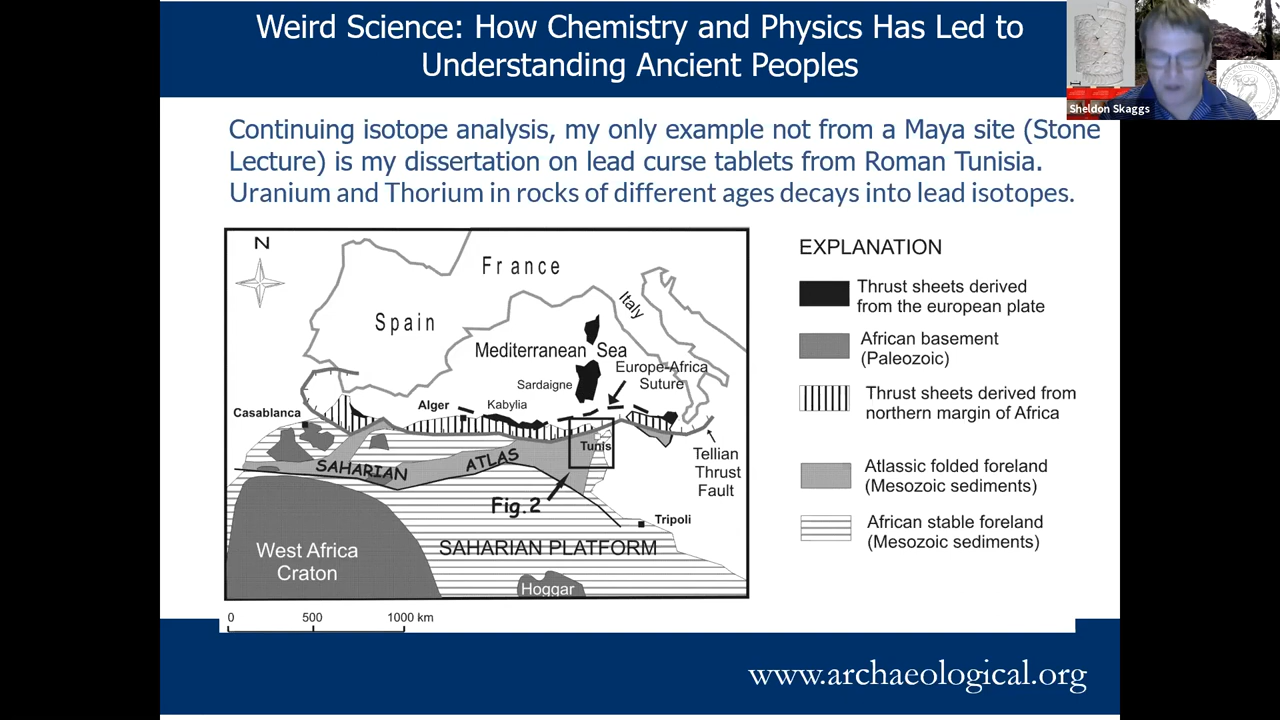 Weird Science: How Chemistry and Physics Has Led to
Understanding Ancient Peoples
Sheldon Skaggs
Continuing isotope analysis, my only example not from a Maya site (Stone
Lecture) is my dissertation on lead curse tablets from Roman Tunisia.
Uranium and Thorium in rocks of different ages decays into lead isotopes.
N
France
Spain
Italy
Mediterranean Sea
Europe-Africa
Suture
Sardaigne
Alger
Kabylia
Casablanca
Tunis
SAHARIAN ATLAS
Tellian
Thrust
Fault
Fig.2
Tripoli
West Africa
Craton
SAHARIAN PLATFORM
Hoggar
0 500 1000 km
EXPLANATION
Thrust sheets derived
from the european plate
African basement
(Paleozoic)
Thrust sheets derived from
northern margin of Africa
Atlassic folded foreland
(Mesozoic sediments)
African stable foreland
(Mesozoic sediments)
www.archaeological.org